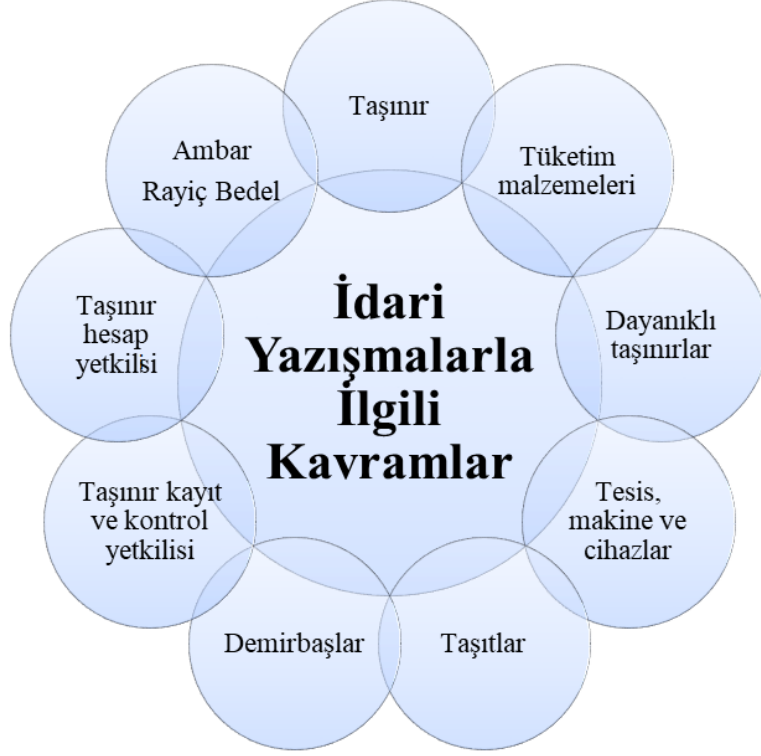 Taşınır
Tüketim
malzemeleri
Dayanıklı
taşınırlar
Tesis,
makine ve
cihazlar
Taşıtlar
Demirbaşlar
Taşınır kayıt
ve kontrol
yetkilisi
Taşınır
hesap
yetkilisi
Ambar
Rayiç Bedel
İdari
Yazışmalarla
İlgili
Kavramlar